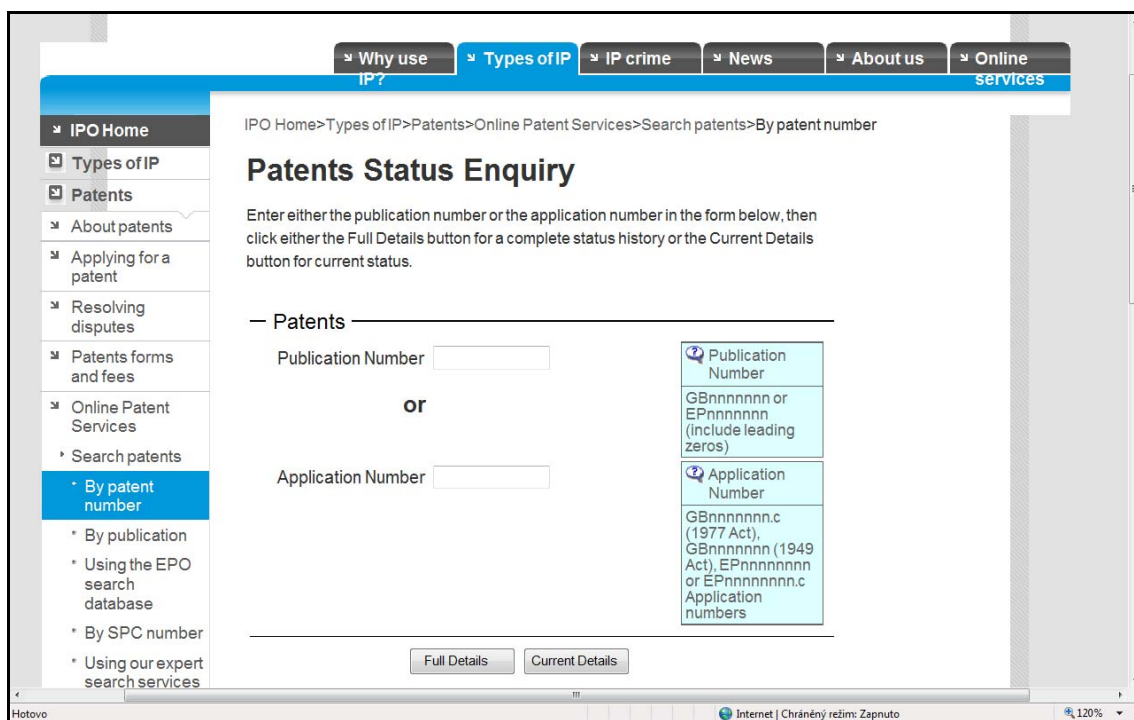 Why use IP?
Types of IP
IP crime
News
About us
Online services
IPO Home
Types of IP
Patents
About patents
Applying for a
patent
Resolving
disputes
Patents forms
and fees
Online Patent
Services
Search patents
By patent
number
By publication
Using the EPO
search
database
By SPC number
Using our expert
search services
IPO Home>Types of IP>Patents>Online Patent Services>Search patents>By patent number
Patents Status Enquiry
Enter either the publication number or the application number in the form below, then
click either the Full Details button for a complete status history or the Current Details
button for current status.
Patents
Publication Number
or
Application Number
Publication
Number
GBnnnnnnn or
EPnnnnnnn
(include leading
zeros)
Application
Number
GBnnnnnnn.c
(1977 Act),
GBnnnnnnn (1949
Act), EPnnnnnnnn
or EPnnnnnnnn.c
Application
numbers
Full Details
Current Details
Hotovo
Internet | Chráněný režim: Zapnuto
120%